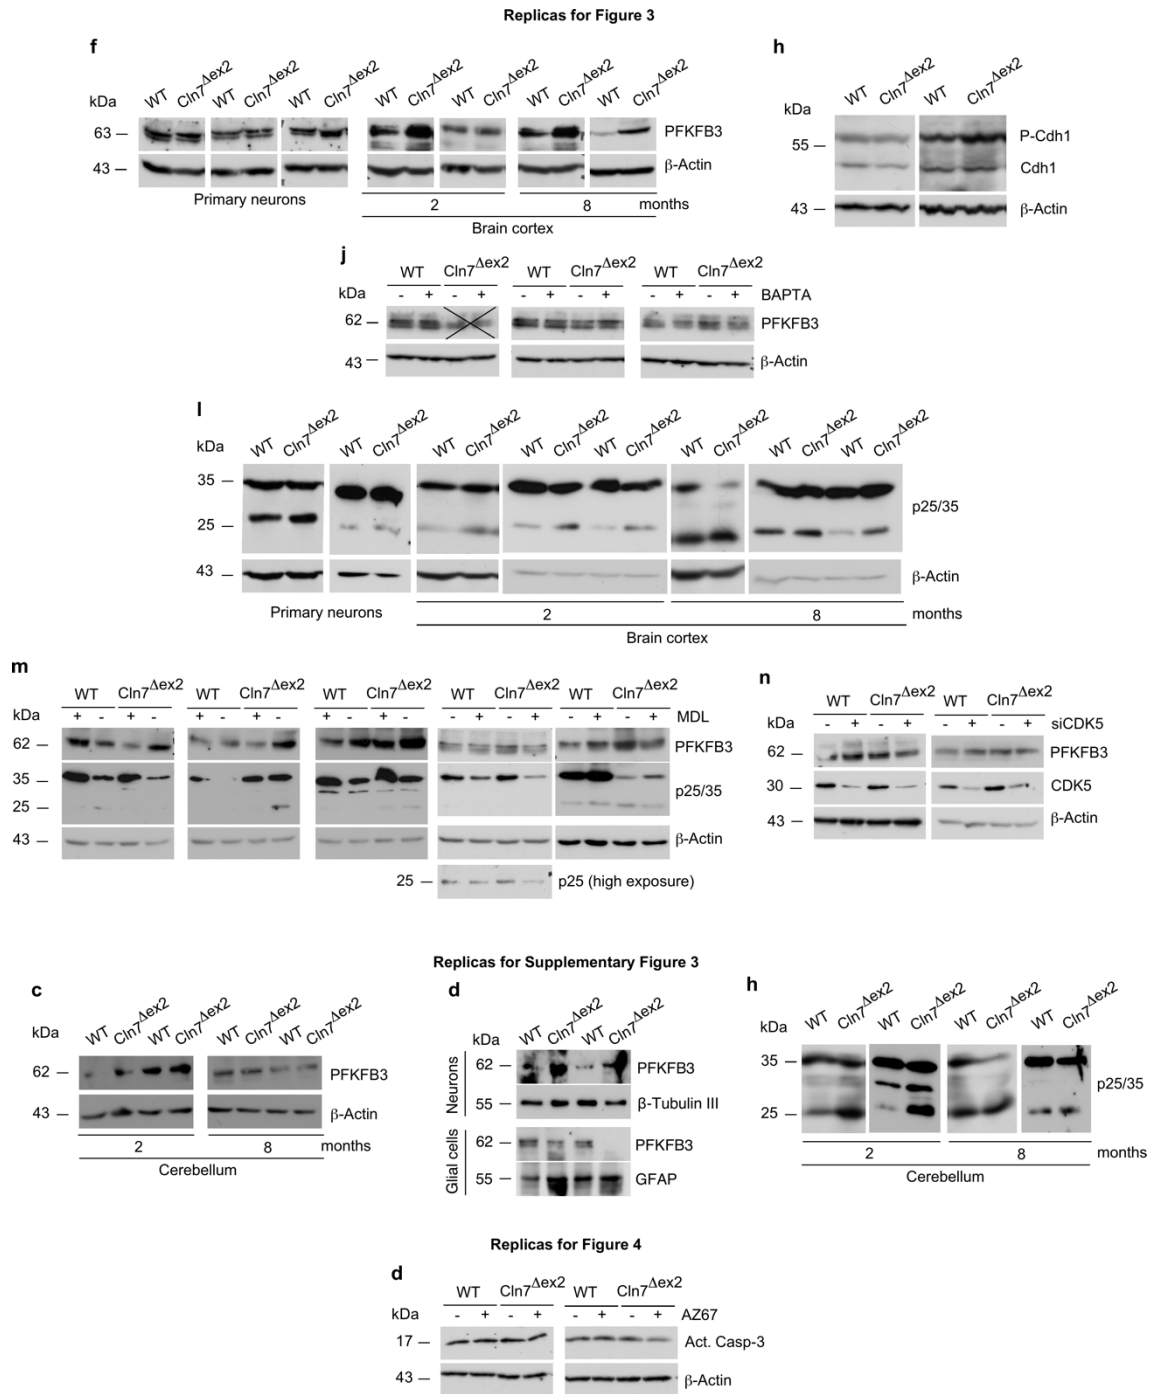 Replicas for Figure 3
f
WT Cln7Δex2 WT Cln7Δex2 WT Cln7Δex2 WT Cln7Δex2 WT Cln7Δex2 WT Cln7Δex2 WT Cln7Δex2
kDa
63
PFKFB3
43
β-Actin
Primary neurons
2
8
months
Brain cortex
h
WT Cln7Δex2 WT Cln7Δex2
kDa
55
P-Cdh1
Cdh1
43
β-Actin
j
WT Cln7Δex2 WT Cln7Δex2 WT Cln7Δex2
kDa
- + - + - + - + - + - +
BAPTA
62
PFKFB3
43
β-Actin
l
WT Cln7Δex2 WT Cln7Δex2 WT Cln7Δex2 WT Cln7Δex2 WT Cln7Δex2 WT Cln7Δex2 WT Cln7Δex2 WT Cln7Δex2
kDa
35
25
p25/35
43
β-Actin
Primary neurons
2
8
months
Brain cortex
m
WT Cln7Δex2 WT Cln7Δex2 WT Cln7Δex2 WT Cln7Δex2 WT Cln7Δex2
kDa
+ - + - + - + - + - + - - + - + - + - +
MDL
62
PFKFB3
35
25
p25/35
43
β-Actin
25
p25 (high exposure)
n
WT Cln7Δex2 WT Cln7Δex2
kDa
- + - + - + - +
siCDK5
62
PFKFB3
30
CDK5
43
β-Actin
Replicas for Supplementary Figure 3
c
WT Cln7Δex2 WT Cln7Δex2 WT Cln7Δex2 WT Cln7Δex2
kDa
62
PFKFB3
43
β-Actin
2
8
months
Cerebellum
d
WT Cln7Δex2 WT Cln7Δex2
kDa
Neurons
62
PFKFB3
55
β-Tubulin III
Glial cells
62
PFKFB3
55
GFAP
h
WT Cln7Δex2 WT Cln7Δex2 WT Cln7Δex2 WT Cln7Δex2
kDa
35
25
p25/35
2
8
months
Cerebellum
Replicas for Figure 4
d
WT Cln7Δex2 WT Cln7Δex2
kDa
- + - + - + - +
AZ67
17
Act. Casp-3
43
β-Actin